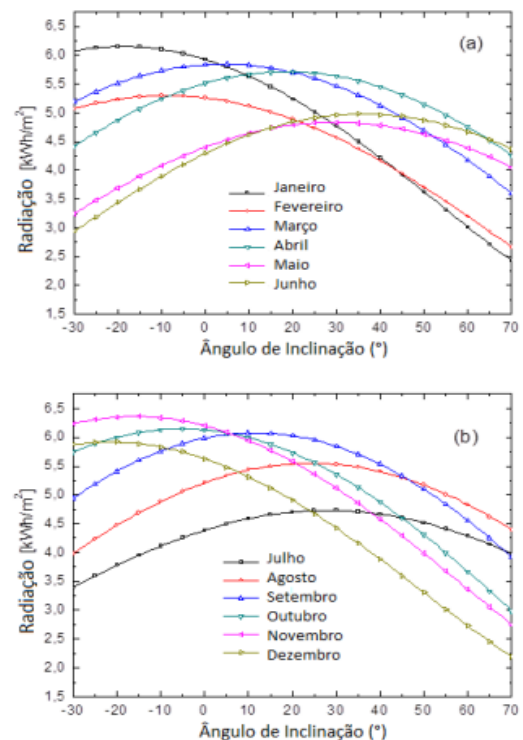 (a)
6,5
6,0
5,5
5,0
4,5
4,0
3,5
3,0
2,5
2,0
1,5
Radiação [kWh/m²]
Janeiro
Fevereiro
Março
Abril
Maio
Junho
-30 -20 -10 0 10 20 30 40 50 60 70
Ângulo de Inclinação (°)
(b)
6,5
6,0
5,5
5,0
4,5
4,0
3,5
3,0
2,5
2,0
1,5
Radiação [kWh/m²]
Julho
Agosto
Setembro
Outubro
Novembro
Dezembro
-30 -20 -10 0 10 20 30 40 50 60 70
Ângulo de Inclinação (°)